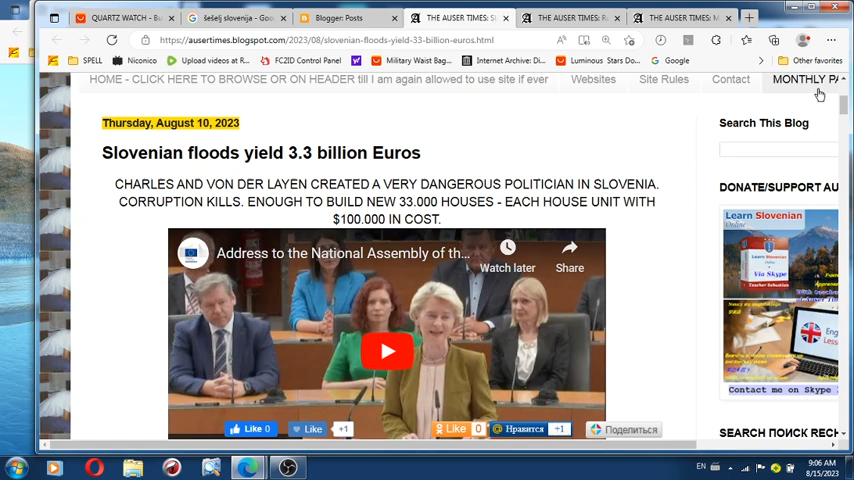 QUARTZ WATCH - Bu
šešelj slovenija - Goo
Blogger: Posts
THE AUSER TIMES: Sl
THE AUSER TIMES: R
THE AUSER TIMES: M
https://ausertimes.blogspot.com/2023/08/slovenian-floods-yield-33-billion-euros.html
SPELL
Niconico
Upload videos at Re...
FCZID Control Panel
Military Waist Bag...
Internet Archive: Di...
Luminous Stars Do...
Google
Other favorites
HOME - CLICK HERE TO BROWSE OR ON HEADER till I am again allowed to use site if ever
Websites
Site Rules
Contact
MONTHLY PA
Thursday, August 10, 2023
Search This Blog
Slovenian floods yield 3.3 billion Euros
CHARLES AND VON DER LAYEN CREATED A VERY DANGEROUS POLITICIAN IN SLOVENIA.
CORRUPTION KILLS. ENOUGH TO BUILD NEW 33.000 HOUSES - EACH HOUSE UNIT WITH
$100.000 IN COST.
DONATE/SUPPORT AU
Address to the National Assembly of th...
Watch later
Share
Learn Slovenian
Online
Via Skype
Contact me on Skype
Like 0
Like
+1
Like
0
Нравится
+1
Поделиться
SEARCH ПОИСК RECH
EN
9:06 AM
8/15/2023